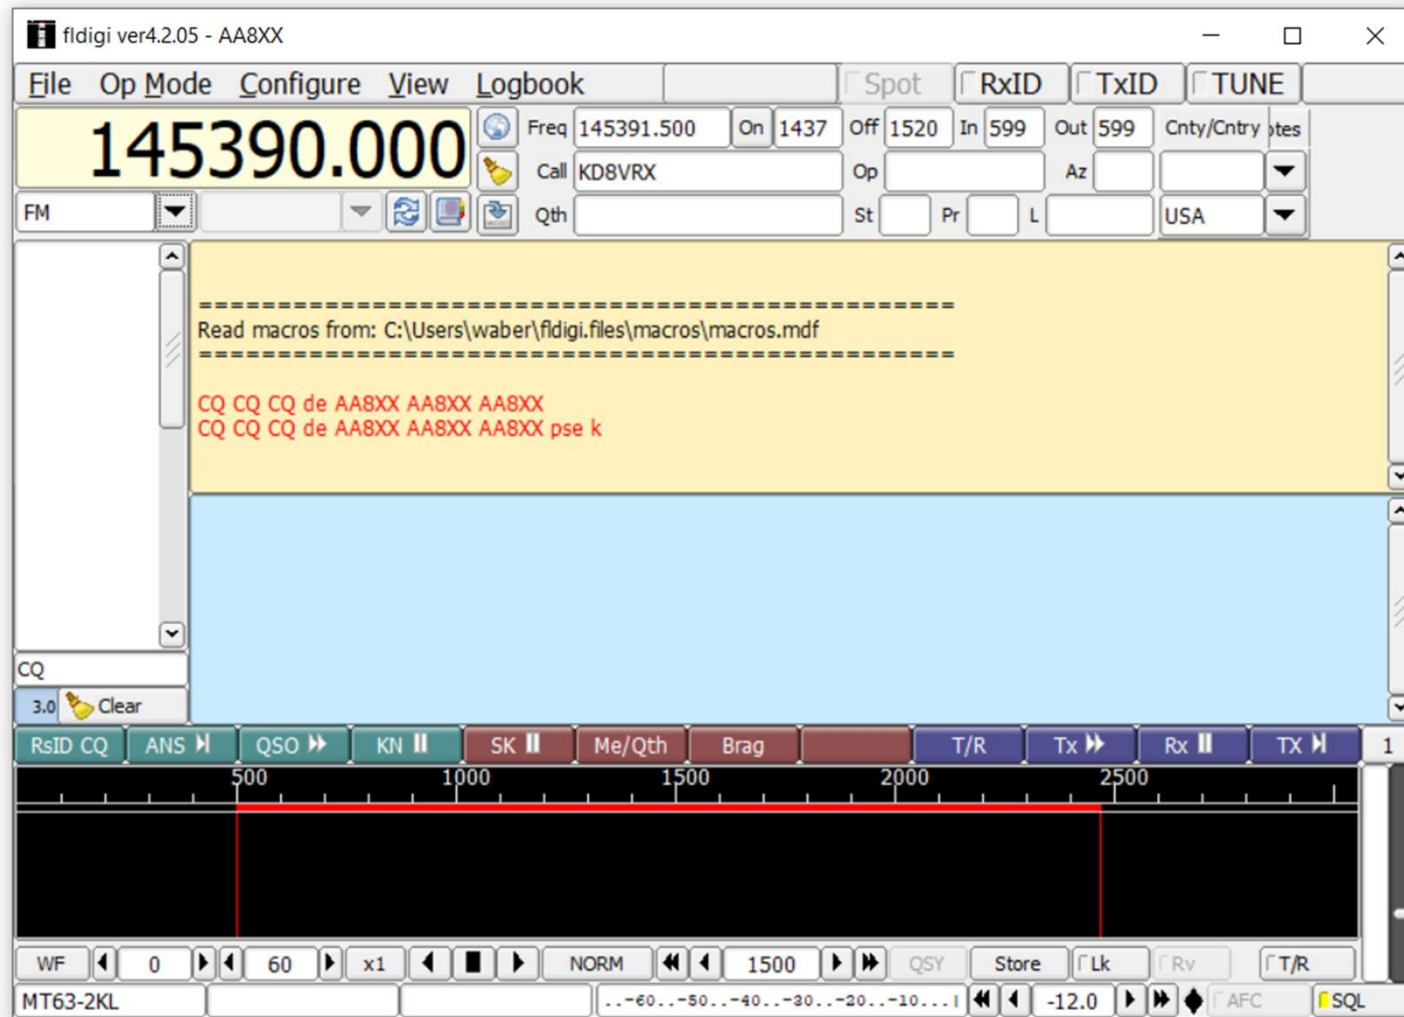 fldigi ver4.2.05 - AA8XX
File Op Mode Configure View Logbook Spot RxID TxID TUNE
145390.000 Freq 145391.500 On 1437 Off 1520 In 599 Out 599 Cnty/Cntry otes
Call KD8VRX Op Az
FM Qth St Pr L USA
================================================
Read macros from: C:\Users\waber\fldigi.files\macros\macros.mdf
================================================
CQ CQ CQ de AA8XX AA8XX AA8XX
CQ CQ CQ de AA8XX AA8XX AA8XX pse k
CQ
3.0 Clear
RsID CQ ANS QSO KN SK Me/Qth Brag T/R Tx Rx TX 1
500 1000 1500 2000 2500
WF 0 60 x1 NORM 1500 QSY Store Lk Rv T/R
MT63-2KL ..-60..-50..-40..-30..-20..-10...| -12.0 AFC SQL